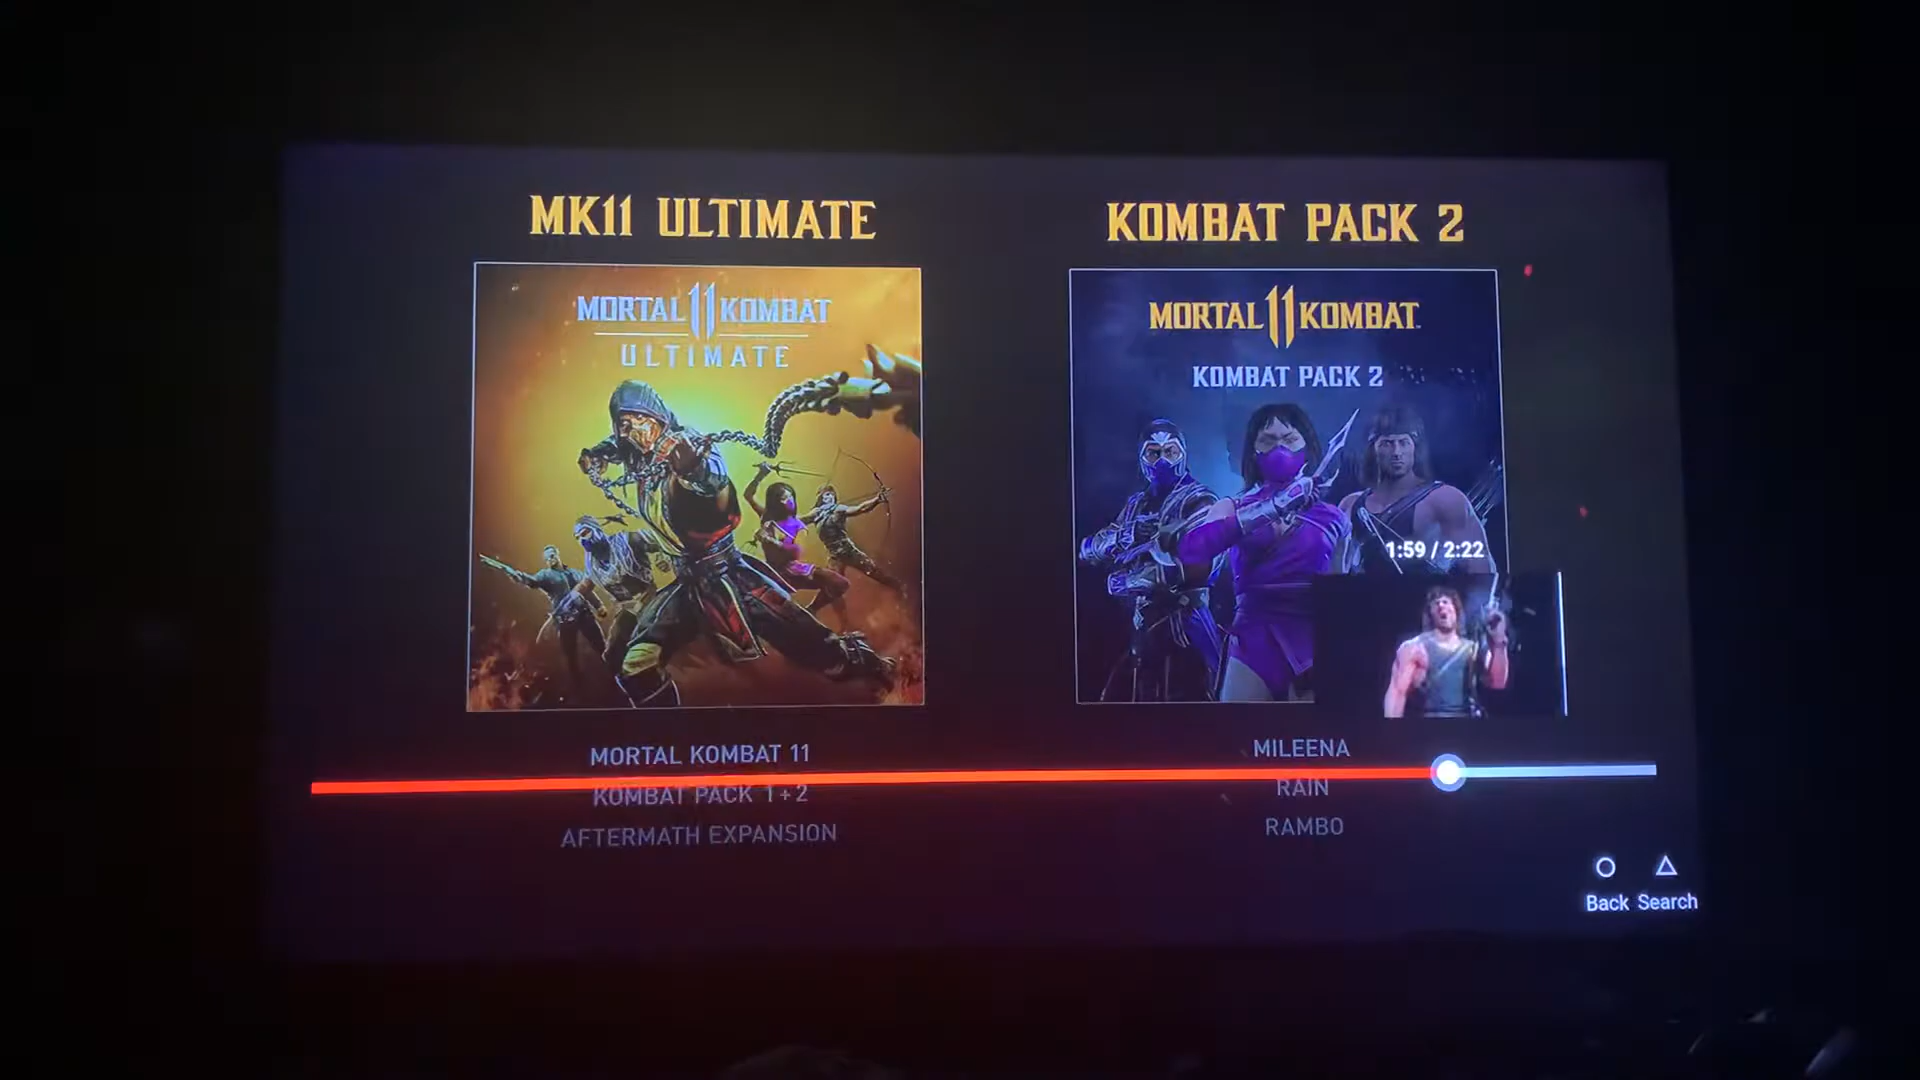 MK11 ULTIMATE
MORTAL 11 KOMBAT
ULTIMATE
MORTAL KOMBAT 11
KOMBAT PACK 1+2
AFTERMATH EXPANSION
KOMBAT PACK 2
MORTAL 11 KOMBAT
KOMBAT PACK 2
1:59 / 2:22
MILEENA
RAIN
RAMBO
Back Search